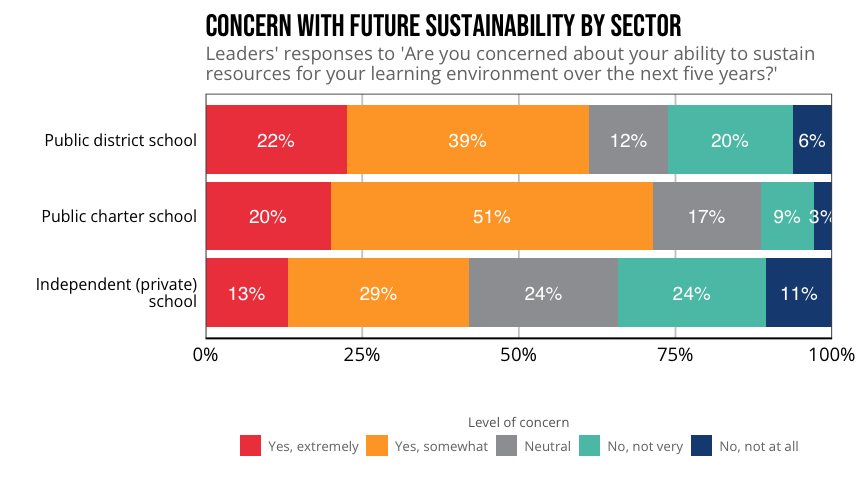 CONCERN WITH FUTURE SUSTAINABILITY BY SECTOR
Leaders' responses to 'Are you concerned about your ability to sustain
resources for your learning environment over the next five years?'
Public district school
22% 39% 12% 20% 6%
Public charter school
20% 51% 17% 9% 3%
Independent (private)
school
13% 29% 24% 24% 11%
0% 25% 50% 75% 100%
Level of concern
Yes, extremely Yes, somewhat Neutral No, not very No, not at all